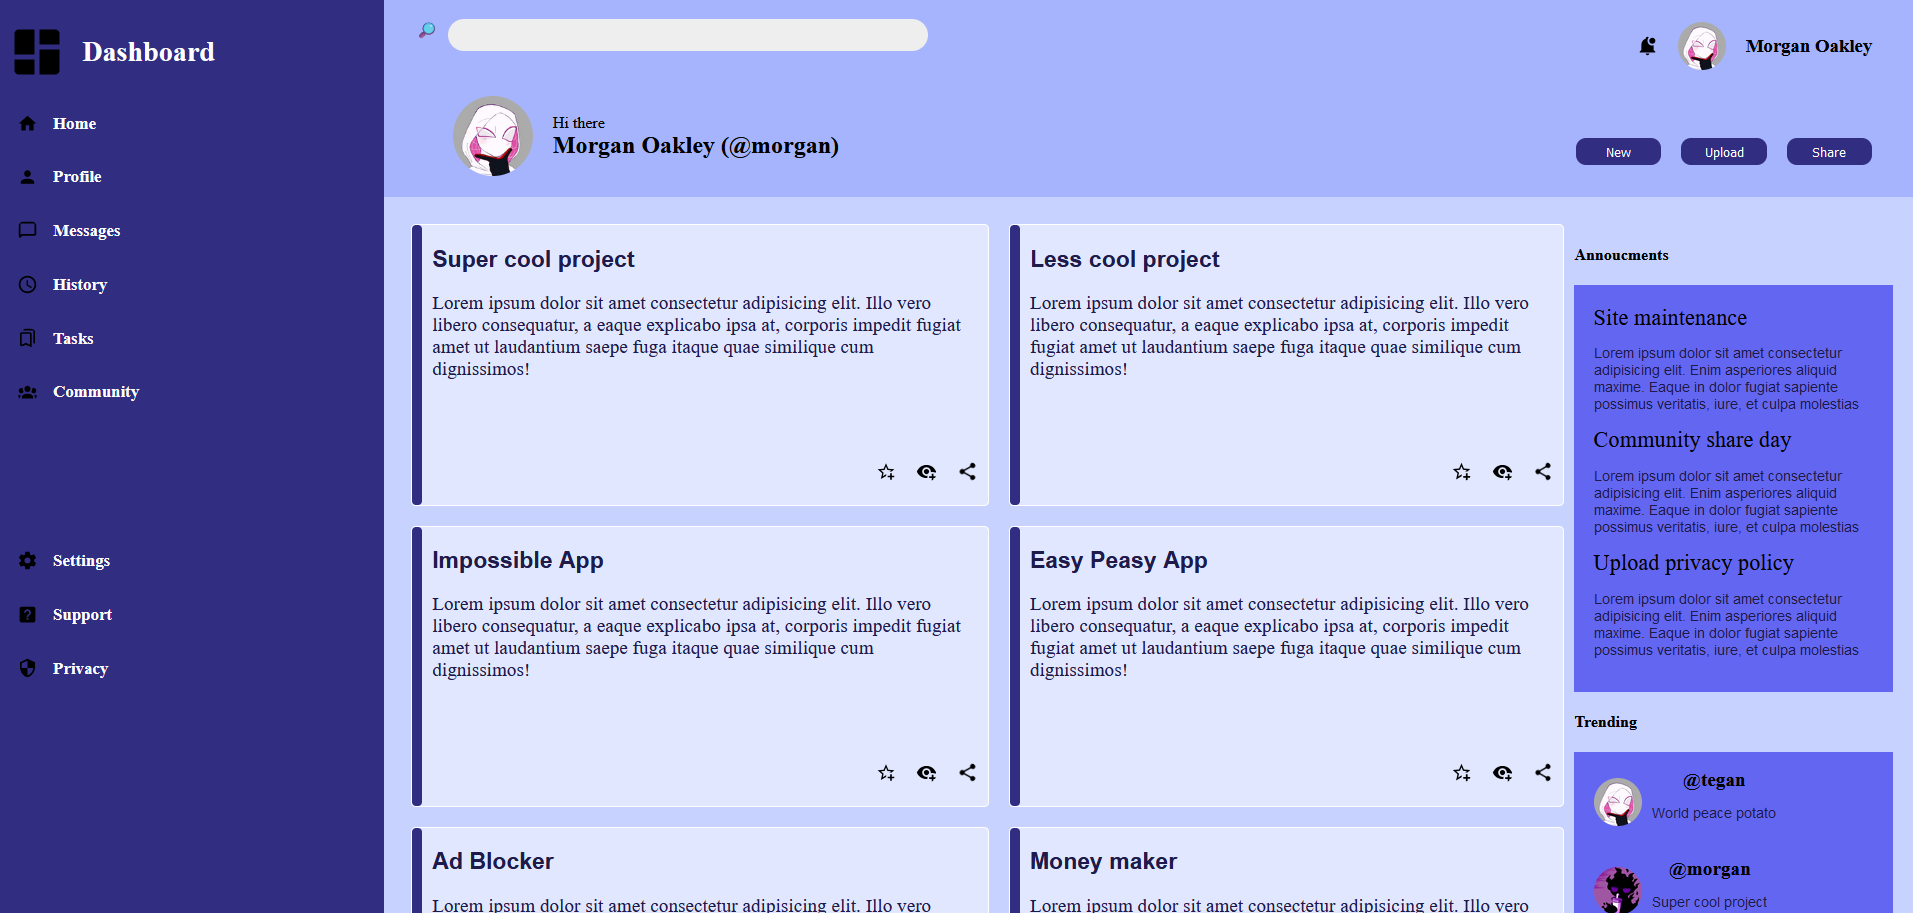 Dashboard
Home
Profile
Messages
History
Tasks
Community
Settings
Support
Privacy
Morgan Oakley
Hi there
Morgan Oakley (@morgan)
New
Upload
Share
Super cool project
Lorem ipsum dolor sit amet consectetur adipisicing elit. Illo vero
libero consequatur, a eaque explicabo ipsa at, corporis impedit fugiat
amet ut laudantium saepe fuga itaque quae similique cum
dignissimos!
Less cool project
Lorem ipsum dolor sit amet consectetur adipisicing elit. Illo vero
libero consequatur, a eaque explicabo ipsa at, corporis impedit
fugiat amet ut laudantium saepe fuga itaque quae similique cum
dignissimos!
Impossible App
Lorem ipsum dolor sit amet consectetur adipisicing elit. Illo vero
libero consequatur, a eaque explicabo ipsa at, corporis impedit fugiat
amet ut laudantium saepe fuga itaque quae similique cum
dignissimos!
Easy Peasy App
Lorem ipsum dolor sit amet consectetur adipisicing elit. Illo vero
libero consequatur, a eaque explicabo ipsa at, corporis impedit
fugiat amet ut laudantium saepe fuga itaque quae similique cum
dignissimos!
Ad Blocker
Lorem ipsum dolor sit amet consectetur adipisicing elit. Illo vero
Money maker
Lorem ipsum dolor sit amet consectetur adipisicing elit. Illo vero
Annoucments
Site maintenance
Lorem ipsum dolor sit amet consectetur
adipisicing elit. Enim asperiores aliquid
maxime. Eaque in dolor fugiat sapiente
possimus veritatis, iure, et culpa molestias
Community share day
Lorem ipsum dolor sit amet consectetur
adipisicing elit. Enim asperiores aliquid
maxime. Eaque in dolor fugiat sapiente
possimus veritatis, iure, et culpa molestias
Upload privacy policy
Lorem ipsum dolor sit amet consectetur
adipisicing elit. Enim asperiores aliquid
maxime. Eaque in dolor fugiat sapiente
possimus veritatis, iure, et culpa molestias
Trending
@tegan
World peace potato
@morgan
Super cool project